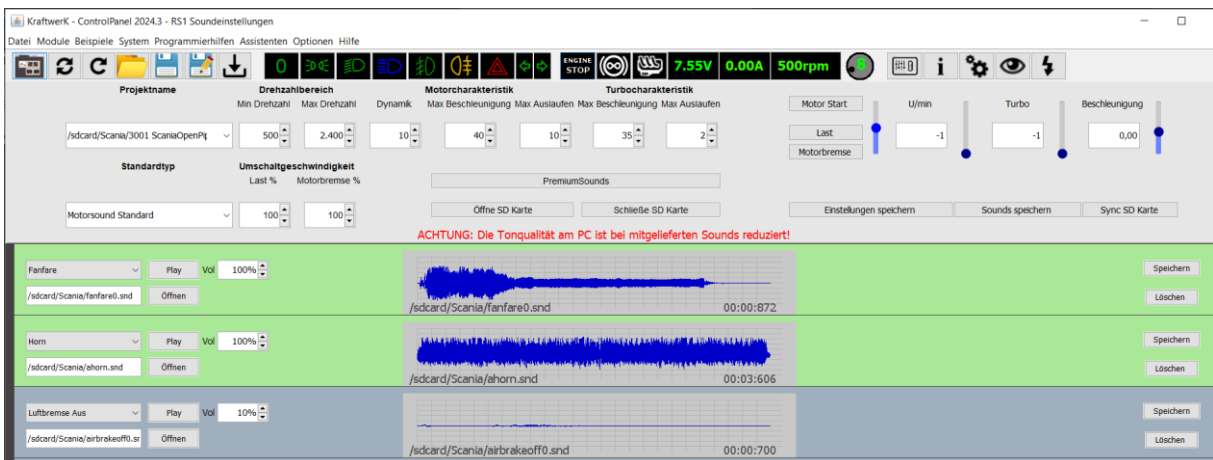 KraftwerK - ControlPanel 2024.3 - RS1 Soundeinstellungen
Datei Module Beispiele System Programmierhilfen Assistenten Optionen Hilfe
0 ENGINE STOP 7.55V 0.00A 500rpm
Projektname Drehzahlbereich Motorcharakteristik Turbocharakteristik
Min Drehzahl Max Drehzahl Dynamik Max Beschleunigung Max Auslaufen Max Beschleunigung Max Auslaufen Motor Start U/min Turbo Beschleunigung
/sdcard/Scania/3001 ScaniaOpenPip 500 2.400 10 40 10 35 2 Last -1 -1 0,00
Motorbremse
Standardtyp Umschaltgeschwindigkeit
Last % Motorbremse % PremiumSounds
Motorsound Standard 100 100 Öffne SD Karte Schließe SD Karte Einstellungen speichern Sounds speichern Sync SD Karte
ACHTUNG: Die Tonqualität am PC ist bei mitgelieferten Sounds reduziert!
Fanfare Play Vol 100% Speichern
/sdcard/Scania/fanfare0.snd Öffnen Löschen
/sdcard/Scania/fanfare0.snd 00:00:872
Horn Play Vol 100% Speichern
/sdcard/Scania/ahorn.snd Öffnen Löschen
/sdcard/Scania/ahorn.snd 00:03:606
Luftbremse Aus Play Vol 10% Speichern
/sdcard/Scania/airbrakeoff0.sr Öffnen Löschen
/sdcard/Scania/airbrakeoff0.snd 00:00:700